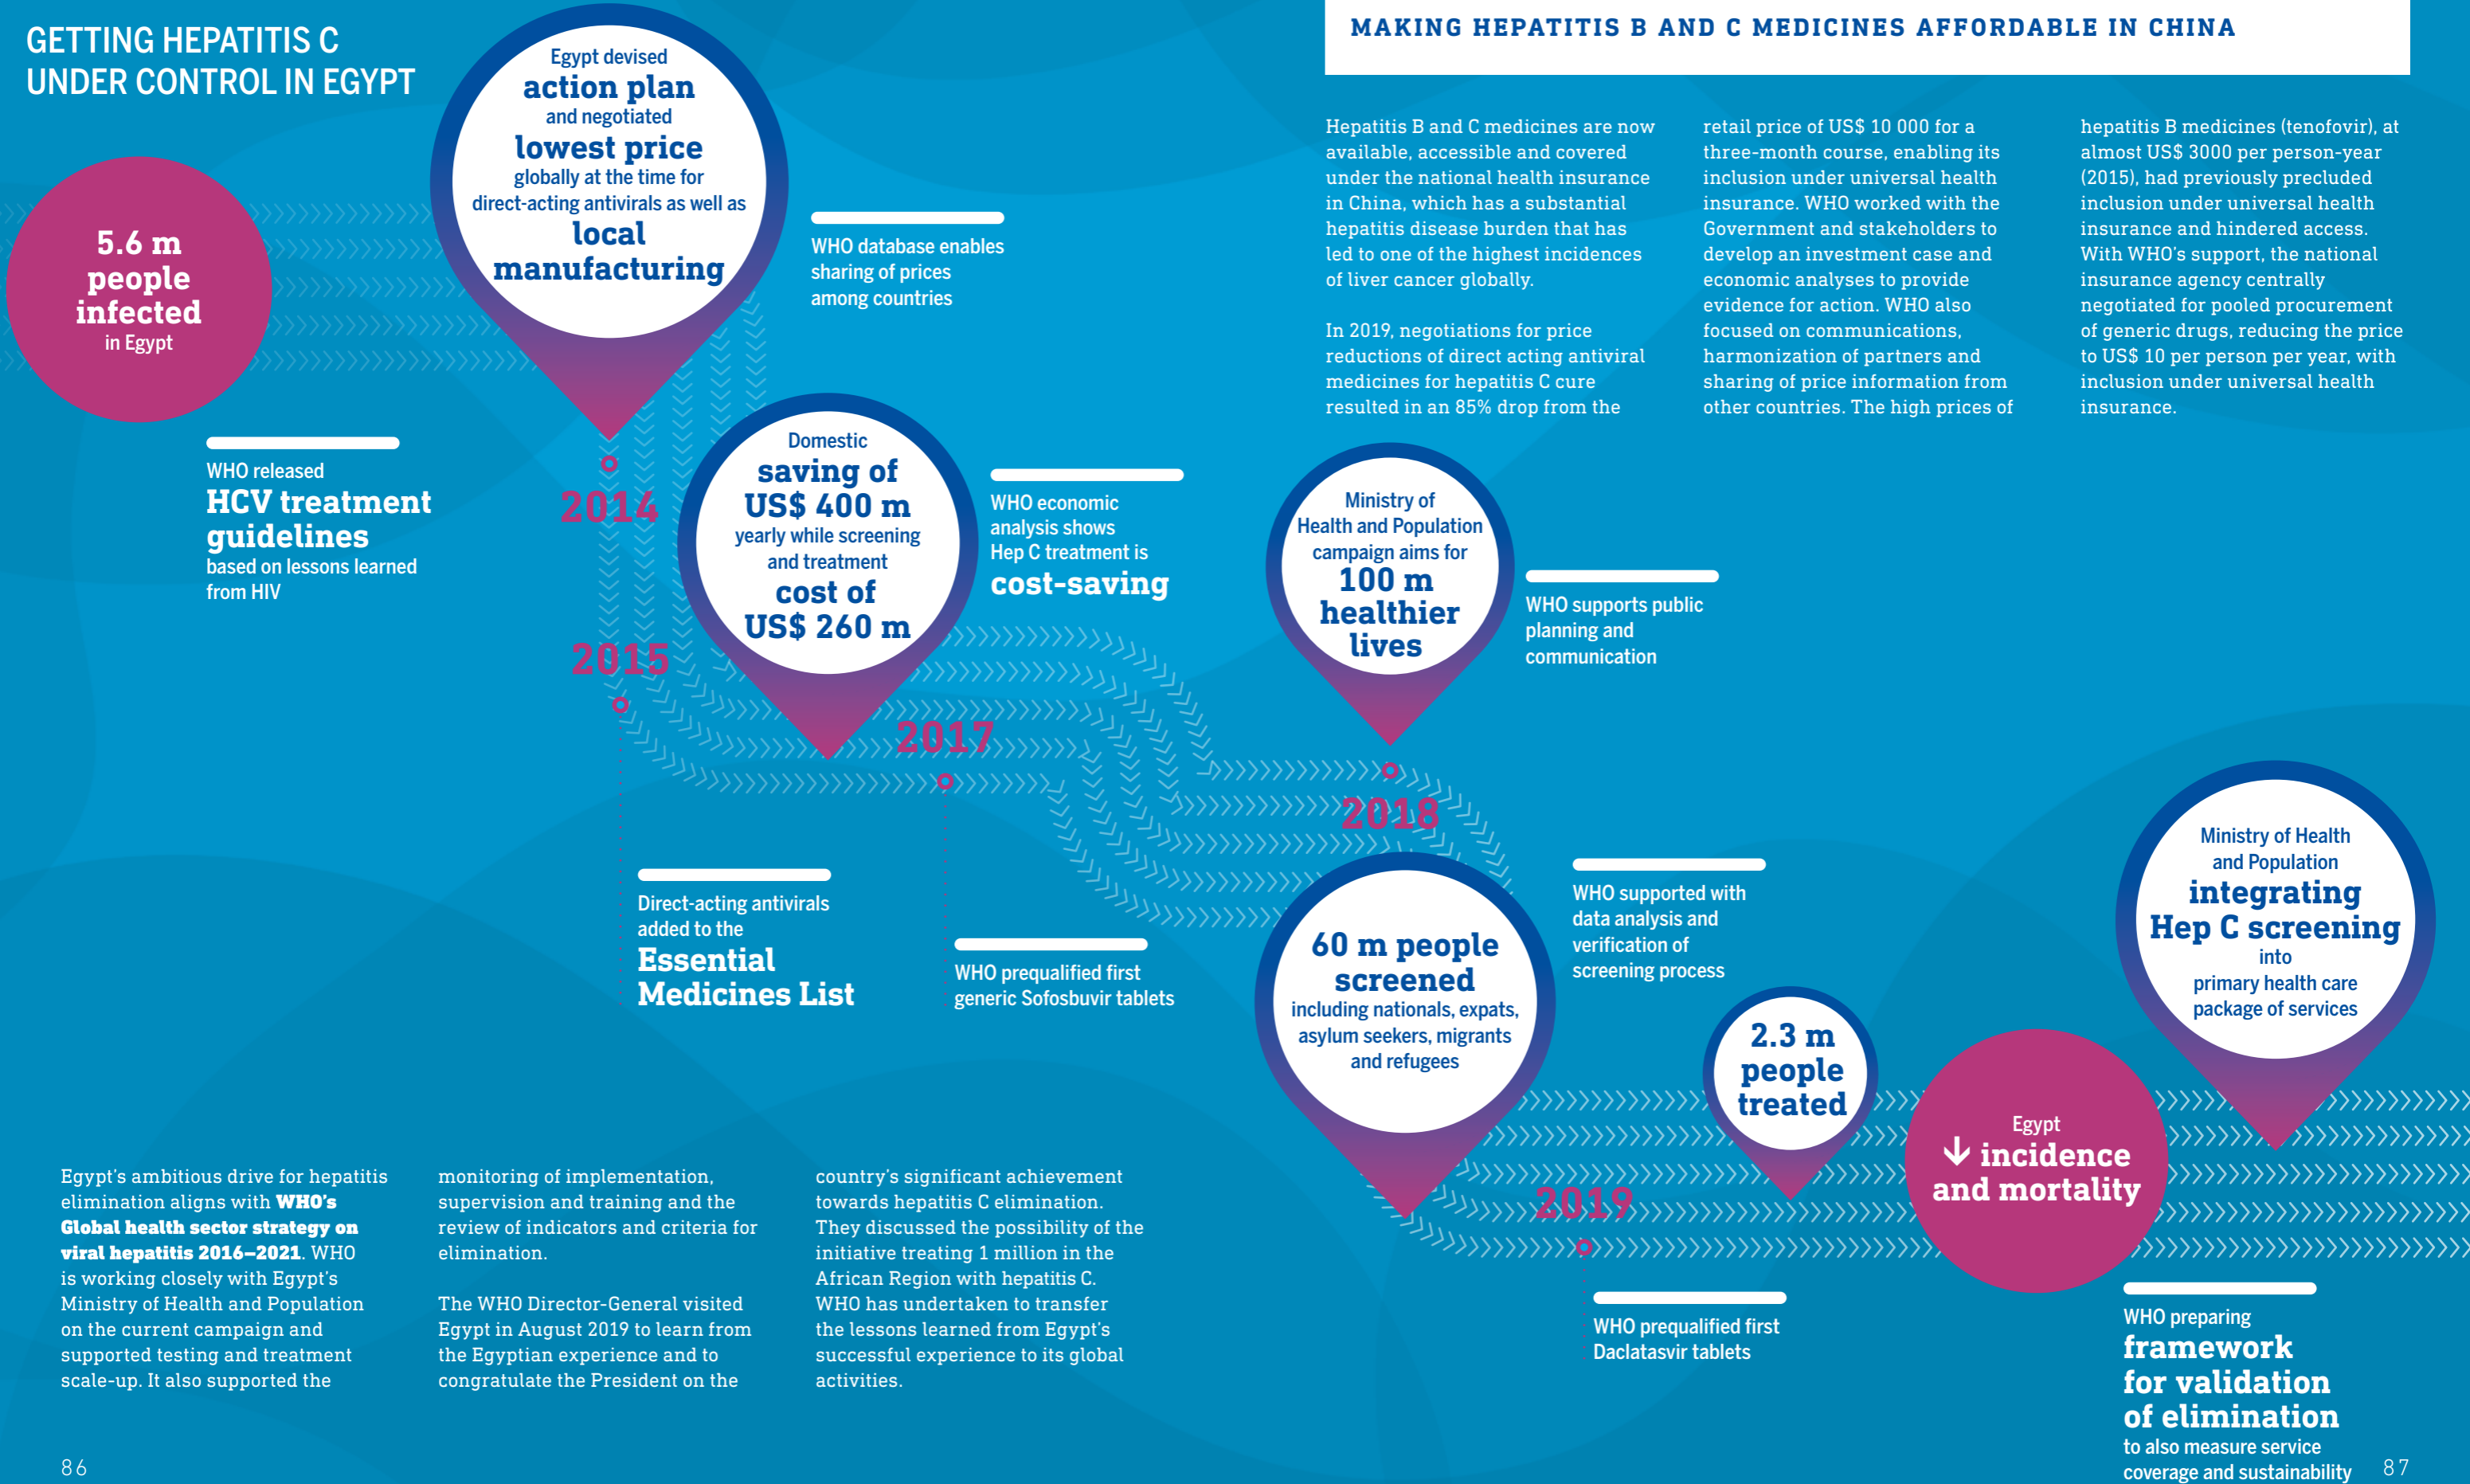 GETTING HEPATITIS C
UNDER CONTROL IN EGYPT
5.6 m
people
infected
in Egypt
Egypt devised
action plan
and negotiated
lowest price
globally at the time for
direct-acting antivirals as well as
local
manufacturing
WHO database enables
sharing of prices
among countries
WHO released
HCV treatment
guidelines
based on lessons learned
from HIV
2014
2015
Domestic
saving of
US$ 400 m
yearly while screening
and treatment
cost of
US$ 260 m
WHO economic
analysis shows
Hep C treatment is
cost-saving
2017
Direct-acting antivirals
added to the
Essential
Medicines List
WHO prequalified first
generic Sofosbuvir tablets
Egypt's ambitious drive for hepatitis
elimination aligns with WHO's
Global health sector strategy on
viral hepatitis 2016–2021. WHO
is working closely with Egypt's
Ministry of Health and Population
on the current campaign and
supported testing and treatment
scale-up. It also supported the
monitoring of implementation,
supervision and training and the
review of indicators and criteria for
elimination.
The WHO Director-General visited
Egypt in August 2019 to learn from
the Egyptian experience and to
congratulate the President on the
country's significant achievement
towards hepatitis C elimination.
They discussed the possibility of the
initiative treating 1 million in the
African Region with hepatitis C.
WHO has undertaken to transfer
the lessons learned from Egypt's
successful experience to its global
activities.
86
MAKING HEPATITIS B AND C MEDICINES AFFORDABLE IN CHINA
Hepatitis B and C medicines are now
available, accessible and covered
under the national health insurance
in China, which has a substantial
hepatitis disease burden that has
led to one of the highest incidences
of liver cancer globally.
In 2019, negotiations for price
reductions of direct acting antiviral
medicines for hepatitis C cure
resulted in an 85% drop from the
retail price of US$ 10 000 for a
three-month course, enabling its
inclusion under universal health
insurance. WHO worked with the
Government and stakeholders to
develop an investment case and
economic analyses to provide
evidence for action. WHO also
focused on communications,
harmonization of partners and
sharing of price information from
other countries. The high prices of
hepatitis B medicines (tenofovir), at
almost US$ 3000 per person-year
(2015), had previously precluded
inclusion under universal health
insurance and hindered access.
With WHO's support, the national
insurance agency centrally
negotiated for pooled procurement
of generic drugs, reducing the price
to US$ 10 per person per year, with
inclusion under universal health
insurance.
Ministry of
Health and Population
campaign aims for
100 m
healthier
lives
WHO supports public
planning and
communication
2018
60 m people
screened
including nationals, expats,
asylum seekers, migrants
and refugees
WHO supported with
data analysis and
verification of
screening process
2019
WHO prequalified first
Daclatasvir tablets
2.3 m
people
treated
Egypt
↓ incidence
and mortality
Ministry of Health
and Population
integrating
Hep C screening
into
primary health care
package of services
WHO preparing
framework
for validation
of elimination
to also measure service
coverage and sustainability
87